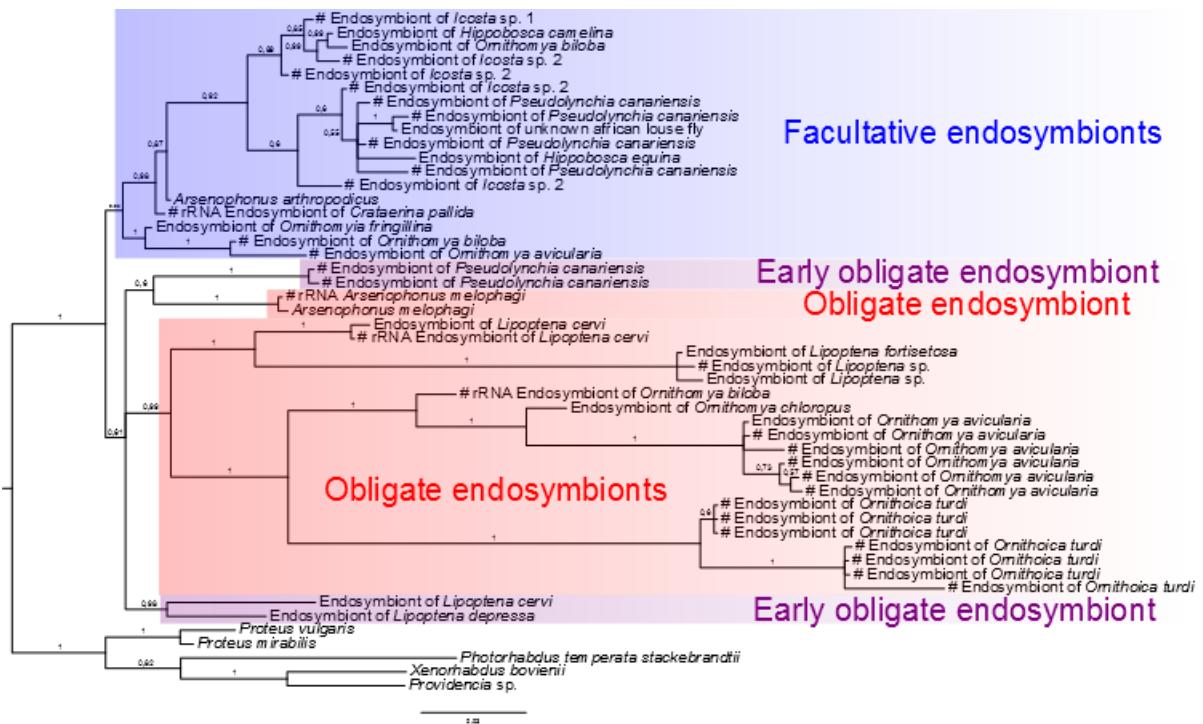 # Endosymbiont of Icosta sp. 1
Endosymbiont of Hippobosca camelina
Endosymbiont of Ornithomya biloba
# Endosymbiont of Icosta sp. 2
# Endosymbiont of Icosta sp. 2
# Endosymbiont of Icosta sp. 2
# Endosymbiont of Pseudolynchia canariensis
# Endosymbiont of Pseudolynchia canariensis
Endosymbiont of unknown african louse fly
# Endosymbiont of Pseudolynchia canariensis
Endosymbiont of Hippobosca equina
# Endosymbiont of Pseudolynchia canariensis
# Endosymbiont of Icosta sp. 2
Facultative endosymbionts
Arsenophonus arthropodicus
# rRNA Endosymbiont of Crataerina pallida
Endosymbiont of Ornithomyia fringillina
# Endosymbiont of Ornithomya biloba
# Endosymbiont of Ornithomya avicularia
# Endosymbiont of Pseudolynchia canariensis
# Endosymbiont of Pseudolynchia canariensis
Early obligate endosymbiont
# rRNA Arsenophonus melophagi
Arsenophonus melophagi
Obligate endosymbiont
Endosymbiont of Lipoptena cervi
# rRNA Endosymbiont of Lipoptena cervi
Endosymbiont of Lipoptena fortisetosa
# Endosymbiont of Lipoptena sp.
Endosymbiont of Lipoptena sp.
# rRNA Endosymbiont of Ornithomya biloba
Endosymbiont of Ornithomya chloropus
Endosymbiont of Ornithomya avicularia
# Endosymbiont of Ornithomya avicularia
# Endosymbiont of Ornithomya avicularia
# Endosymbiont of Ornithomya avicularia
# Endosymbiont of Ornithomya avicularia
# Endosymbiont of Ornithomya avicularia
Obligate endosymbionts
# Endosymbiont of Ornithoica turdi
# Endosymbiont of Ornithoica turdi
# Endosymbiont of Ornithoica turdi
# Endosymbiont of Ornithoica turdi
# Endosymbiont of Ornithoica turdi
# Endosymbiont of Ornithoica turdi
# Endosymbiont of Ornithoica turdi
Endosymbiont of Lipoptena cervi
Endosymbiont of Lipoptena depressa
Early obligate endosymbiont
Proteus vulgaris
Proteus mirabilis
Photorhabdus temperata stackebrandtii
Xenorhabdus bovienii
Providencia sp.